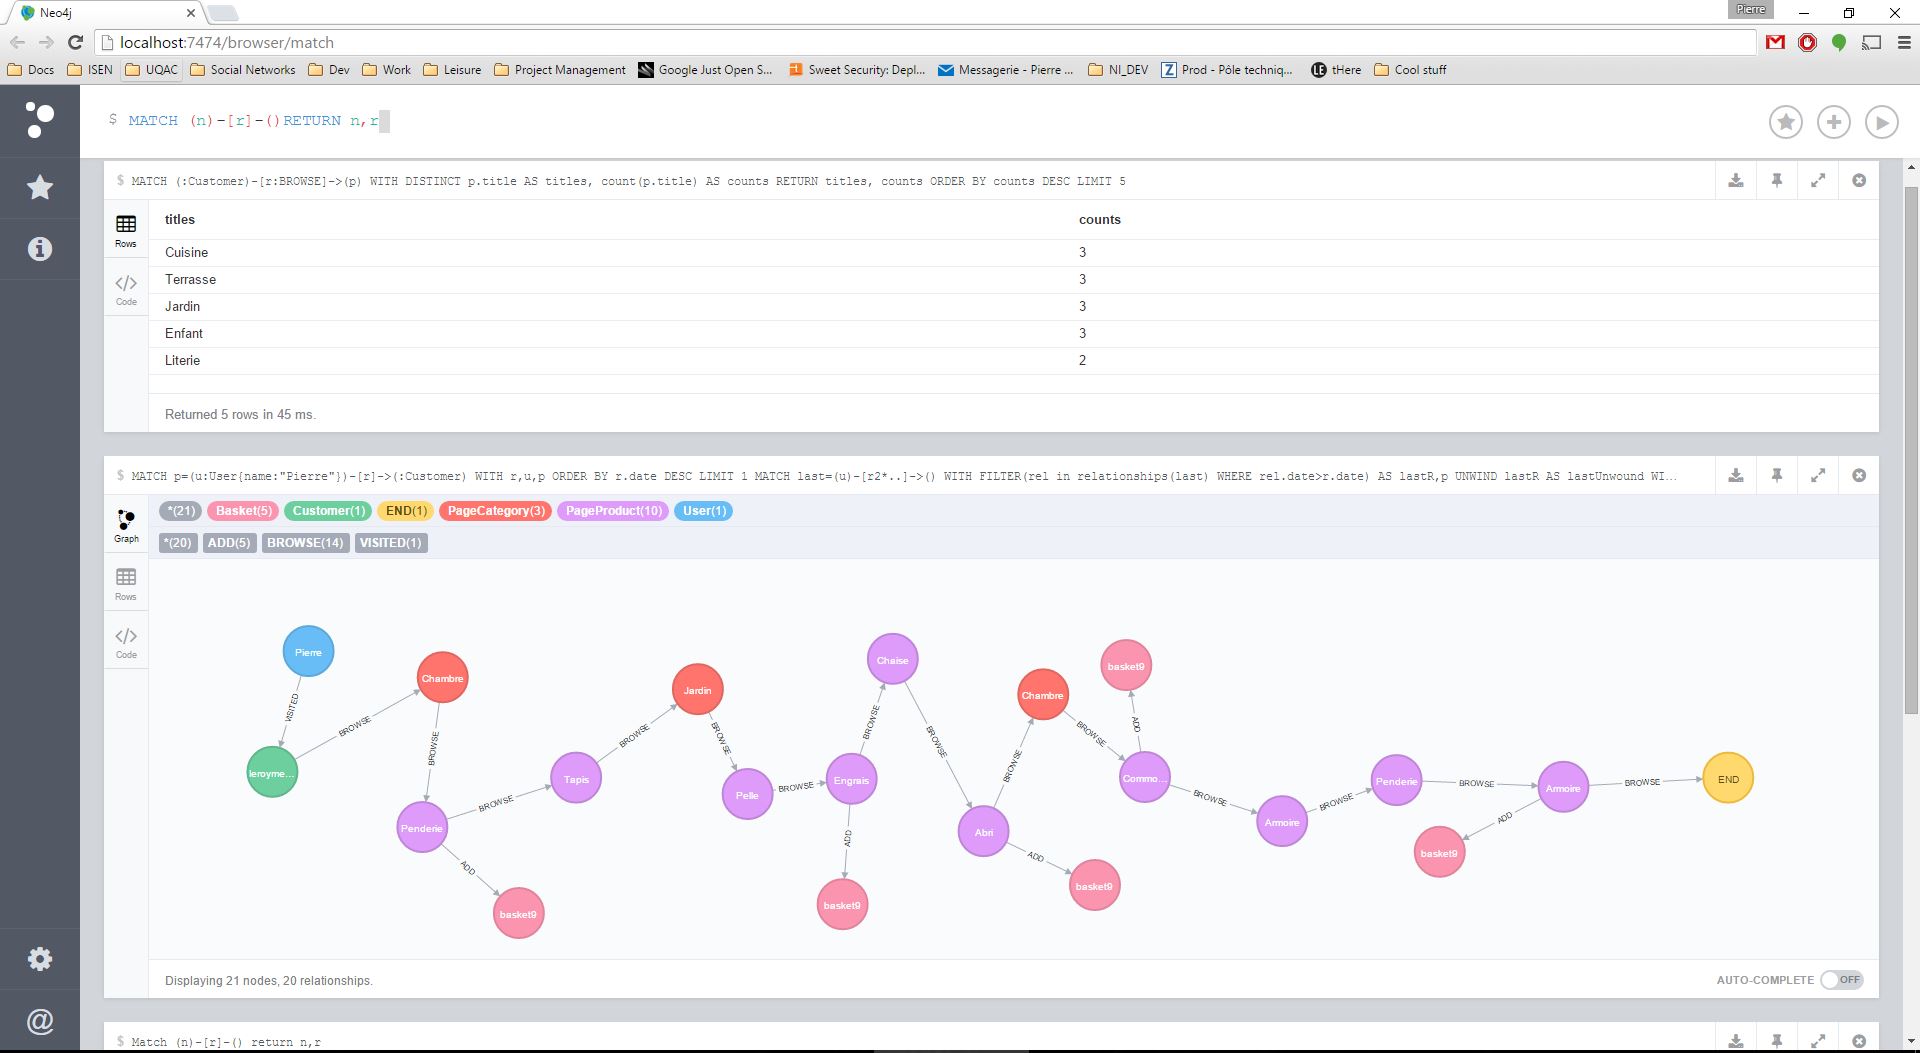 Neo4j
Pierre
localhost:7474/browser/match
Docs ISEN UQAC Social Networks Dev Work Leisure Project Management Google Just Open S... Sweet Security: Depl... Messagerie - Pierre ... NI_DEV Prod - Pôle techniq... tHere Cool stuff
$ MATCH (n)-[r]-()RETURN n,r
$ MATCH (:Customer)-[r:BROWSE]->(p) WITH DISTINCT p.title AS titles, count(p.title) AS counts RETURN titles, counts ORDER BY counts DESC LIMIT 5
Rows
Code
titles counts
Cuisine 3
Terrasse 3
Jardin 3
Enfant 3
Literie 2
Returned 5 rows in 45 ms.
$ MATCH p=(u:User{name:"Pierre"})-[r]->(:Customer) WITH r,u,p ORDER BY r.date DESC LIMIT 1 MATCH last=(u)-[r2*..]->() WITH FILTER(rel in relationships(last) WHERE rel.date>r.date) AS lastR,p UNWIND lastR AS lastUnwound WI...
Graph
Rows
Code
*(21) Basket(5) Customer(1) END(1) PageCategory(3) PageProduct(10) User(1)
*(20) ADD(5) BROWSE(14) VISITED(1)
Pierre
VISITED
leroyme...
BROWSE
Chambre
BROWSE
Penderie
ADD
basket9
BROWSE
Tapis
BROWSE
Jardin
BROWSE
Pelle
BROWSE
Engrais
ADD
basket9
BROWSE
Chaise
BROWSE
Abri
ADD
basket9
BROWSE
Chambre
BROWSE
Commo...
ADD
basket9
BROWSE
Armoire
BROWSE
Penderie
BROWSE
Armoire
ADD
basket9
BROWSE
END
Displaying 21 nodes, 20 relationships.
AUTO-COMPLETE OFF
$ Match (n)-[r]-() return n,r